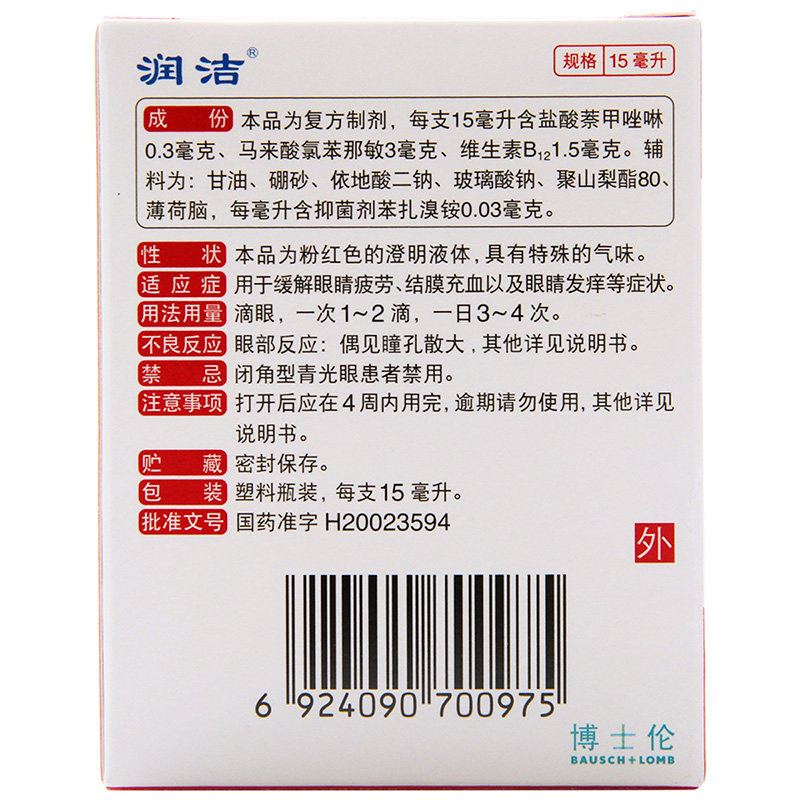 润洁®
规格 15毫升
成份 本品为复方制剂，每支15毫升含盐酸萘甲唑啉
0.3毫克、马来酸氯苯那敏3毫克、维生素B₁₂1.5毫克。辅
料为：甘油、硼砂、依地酸二钠、玻璃酸钠、聚山梨酯80、
薄荷脑，每毫升含抑菌剂苯扎溴铵0.03毫克。
性状 本品为粉红色的澄明液体，具有特殊的气味。
适应症 用于缓解眼睛疲劳、结膜充血以及眼睛发痒等症状。
用法用量 滴眼，一次1~2滴，一日3~4次。
不良反应 眼部反应：偶见瞳孔散大，其他详见说明书。
禁忌 闭角型青光眼患者禁用。
注意事项 打开后应在4周内用完，逾期请勿使用，其他详见
说明书。
贮藏 密封保存。
包装 塑料瓶装，每支15毫升。
批准文号 国药准字H20023594
外
6 924090 700975
博士伦
BAUSCH+LOMB